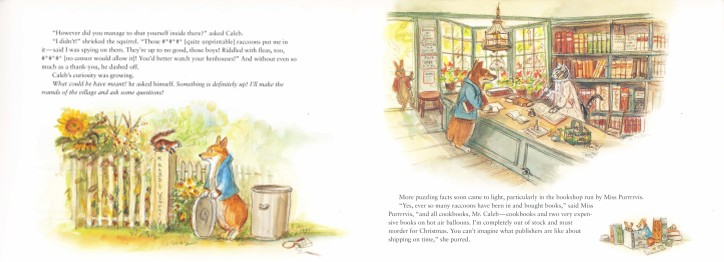 "However did you manage to shut yourself inside there?" asked Caleb.
"I didn't!" shrieked the squirrel. "Those #*#*" [quite unprintable] raccoons put me in
it—said I was spying on them. They're up to no good, those boys! Riddled with fleas, too,
#*#*" [no censor would allow it]! You'd better watch your henhouses!" And without even so
much as a thank you, he dashed off.
Caleb's curiosity was growing.
What could he have meant? he asked himself. Something is definitely up! I'll make the
rounds of the village and ask some questions!
More puzzling facts soon came to light, particularly in the bookshop run by Miss Purrrvis.
"Yes, ever so many raccoons have been in and bought books," said Miss
Purrrvis, "and all cookbooks, Mr. Caleb—cookbooks and two very expen-
sive books on hot air balloons. I'm completely out of stock and must
reorder for Christmas. You can't imagine what publishers are like about
shipping on time," she purred.